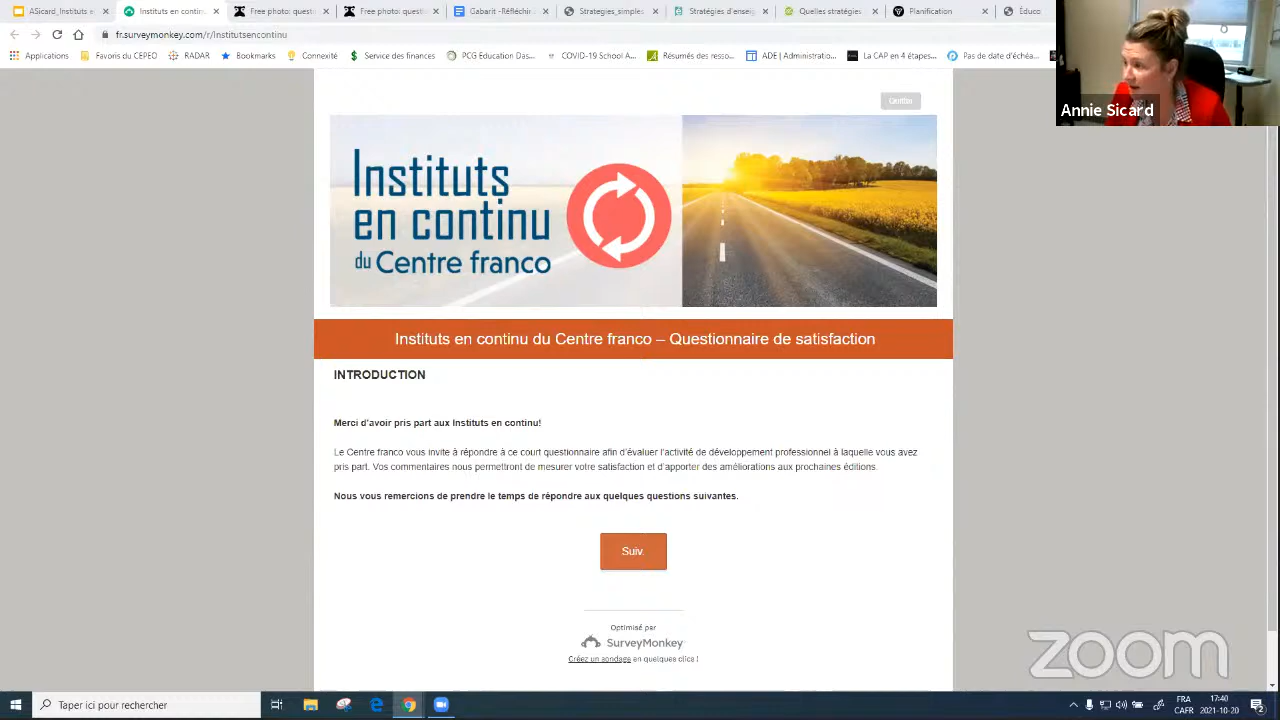 ASicard_Instituts e
Instituts en contin
Free photo: questi
Free photo: questi
Gabarit -Réfléchir
Stratégies_simples
Stratégies d'enseig
Quelles stratégies
Planification
Éduco
fr.surveymonkey.com/r/Institutsencontinu
Applications
Favoris du CEPEO
RADAR
Bookmarks
Connexité
Service des finances
PCG Education Das...
COVID-19 School A...
Résumés des resso...
ADE | Administratio...
La CAP en 4 étapes...
Pas de date d'échéa...
Annie Sicard
Quitter
Instituts
en continu
du Centre franco
Instituts en continu du Centre franco – Questionnaire de satisfaction
INTRODUCTION
Merci d'avoir pris part aux Instituts en continu!
Le Centre franco vous invite à répondre à ce court questionnaire afin d'évaluer l'activité de développement professionnel à laquelle vous avez
pris part. Vos commentaires nous permettront de mesurer votre satisfaction et d'apporter des améliorations aux prochaines éditions.
Nous vous remercions de prendre le temps de répondre aux quelques questions suivantes.
Suiv.
Optimisé par
SurveyMonkey
Créez un sondage en quelques clics !
zoom
Taper ici pour rechercher
FRA
CAFR
17:40
2021-10-20